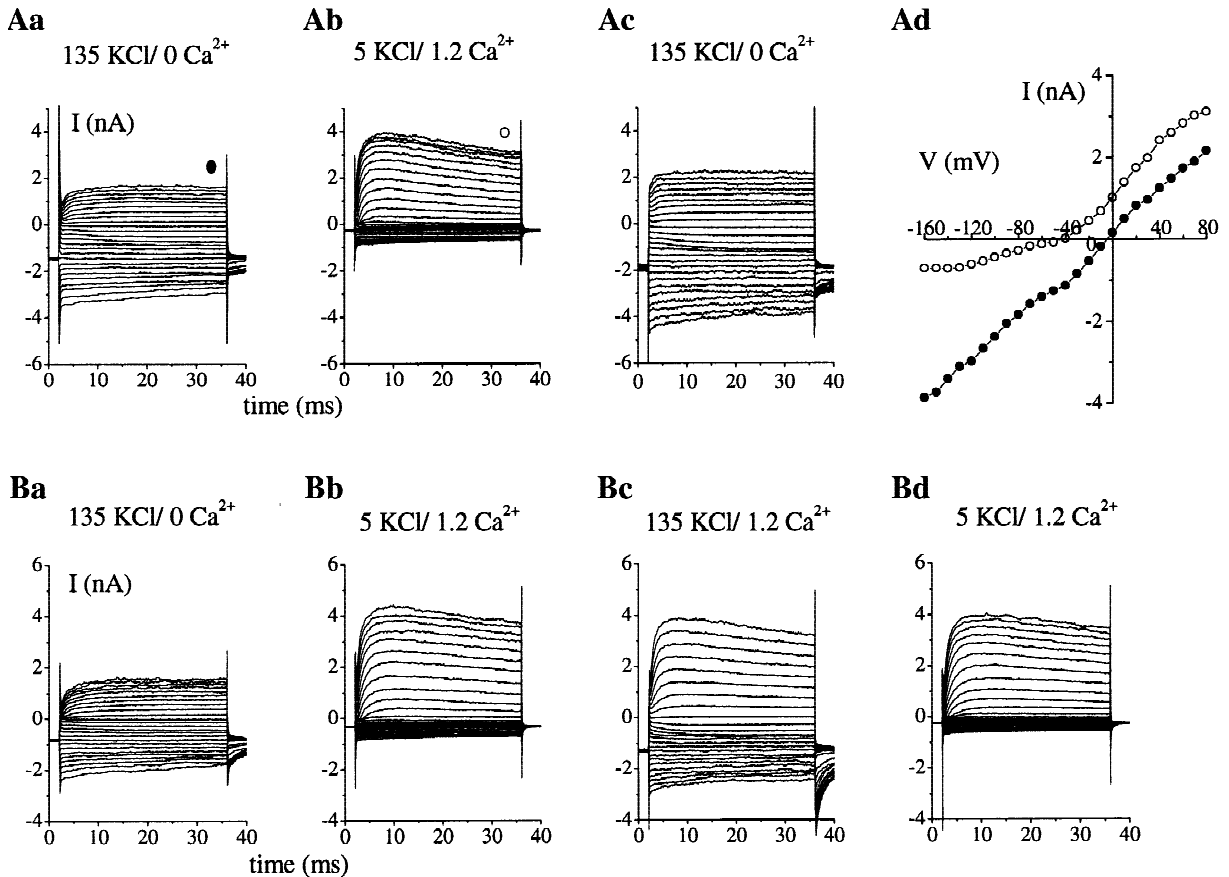 Aa
135 KCl/ 0 Ca2+
I (nA)
4
2
0
-2
-4
-6
0 10 20 30 40
time (ms)
Ab
5 KCl/ 1.2 Ca2+
4
2
0
-2
-4
-6
0 10 20 30 40
Ac
135 KCl/ 0 Ca2+
4
2
0
-2
-4
-6
0 10 20 30 40
Ad
I (nA)
V (mV)
4
2
-160 -120 -80 -40 0 40 80
-2
-4
Ba
135 KCl/ 0 Ca2+
I (nA)
6
4
2
0
-2
-4
0 10 20 30 40
time (ms)
Bb
5 KCl/ 1.2 Ca2+
6
4
2
0
-2
-4
0 10 20 30 40
Bc
135 KCl/ 1.2 Ca2+
6
4
2
0
-2
-4
0 10 20 30 40
Bd
5 KCl/ 1.2 Ca2+
6
4
2
0
-2
-4
0 10 20 30 40